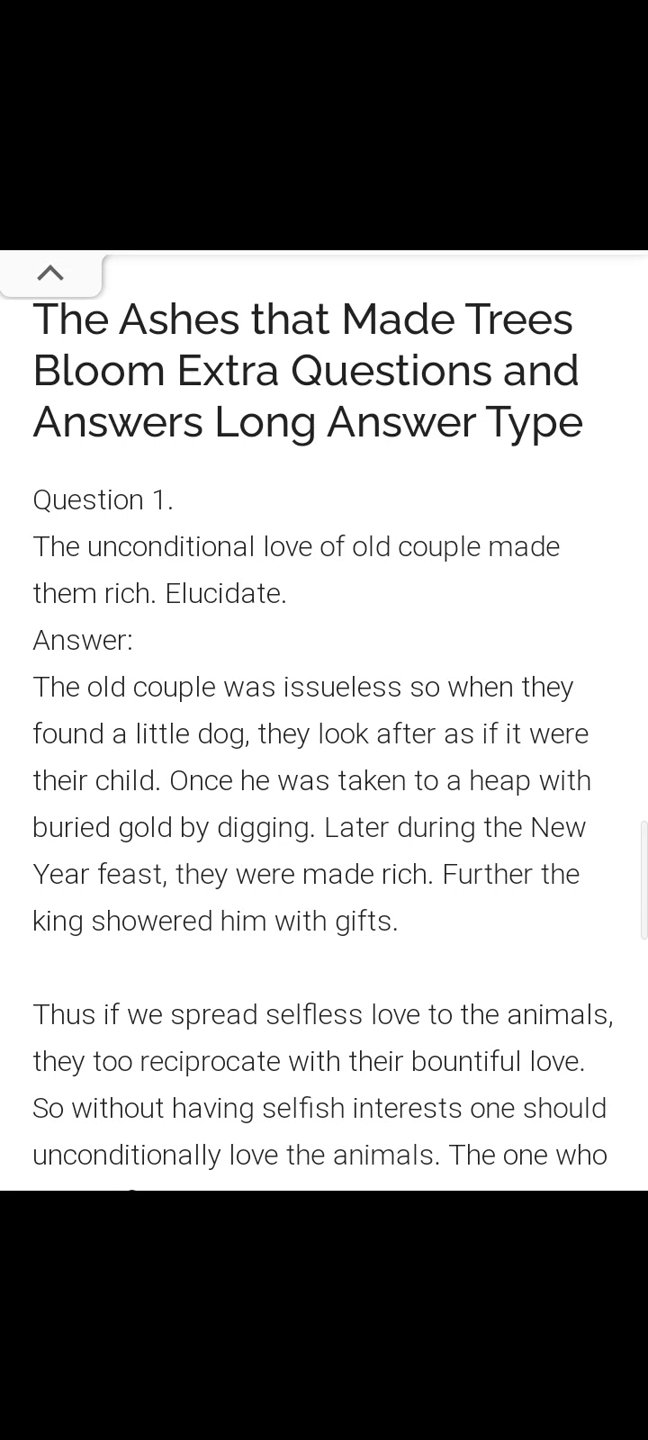 The Ashes that Made Trees
Bloom Extra Questions and
Answers Long Answer Type
Question 1.
The unconditional love of old couple made
them rich. Elucidate.
Answer:
The old couple was issueless so when they
found a little dog, they look after as if it were
their child. Once he was taken to a heap with
buried gold by digging. Later during the New
Year feast, they were made rich. Further the
king showered him with gifts.
Thus if we spread selfless love to the animals,
they too reciprocate with their bountiful love.
So without having selfish interests one should
unconditionally love the animals. The one who